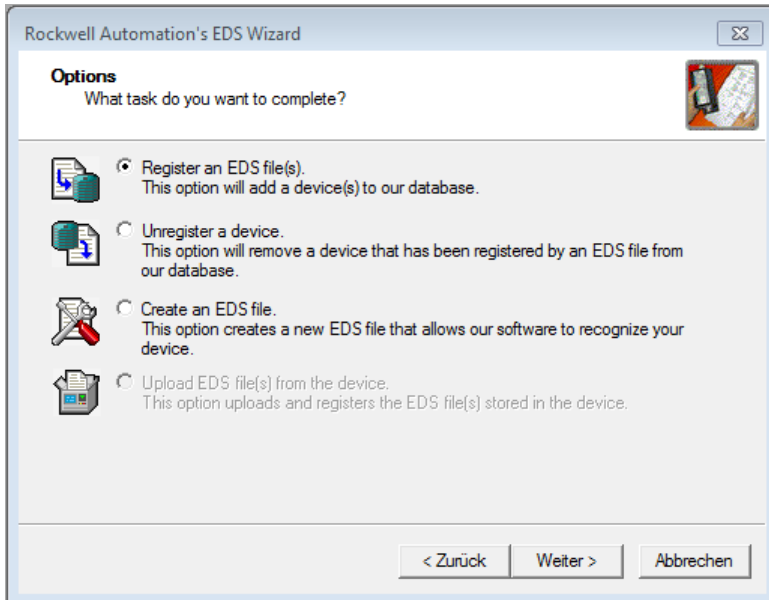 Rockwell Automation's EDS Wizard
Options
What task do you want to complete?
Register an EDS file(s).
This option will add a device(s) to our database.
Unregister a device.
This option will remove a device that has been registered by an EDS file from
our database.
Create an EDS file.
This option creates a new EDS file that allows our software to recognize your
device.
Upload EDS file(s) from the device.
This option uploads and registers the EDS file(s) stored in the device.
< Zurück
Weiter >
Abbrechen